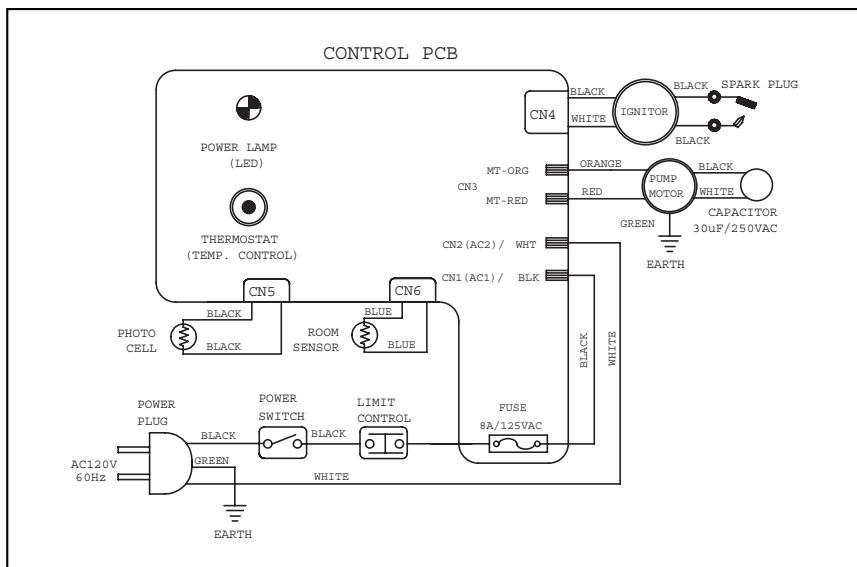 CONTROL PCB
BLACK
BLACK
SPARK PLUG
CN4
IGNITOR
WHITE
BLACK
POWER LAMP
(LED)
MT-ORG
ORANGE
BLACK
CN3
PUMP
MOTOR
MT-RED
RED
WHITE
CAPACITOR
30uF/250VAC
GREEN
EARTH
THERMOSTAT
(TEMP. CONTROL)
CN2(AC2)/ WHT
CN1(AC1)/ BLK
CN5
CN6
BLACK
BLUE
PHOTO
CELL
BLACK
ROOM
SENSOR
BLUE
BLACK
WHITE
POWER
PLUG
POWER
SWITCH
LIMIT
CONTROL
FUSE
8A/125VAC
BLACK
BLACK
AC120V
60Hz
GREEN
WHITE
EARTH